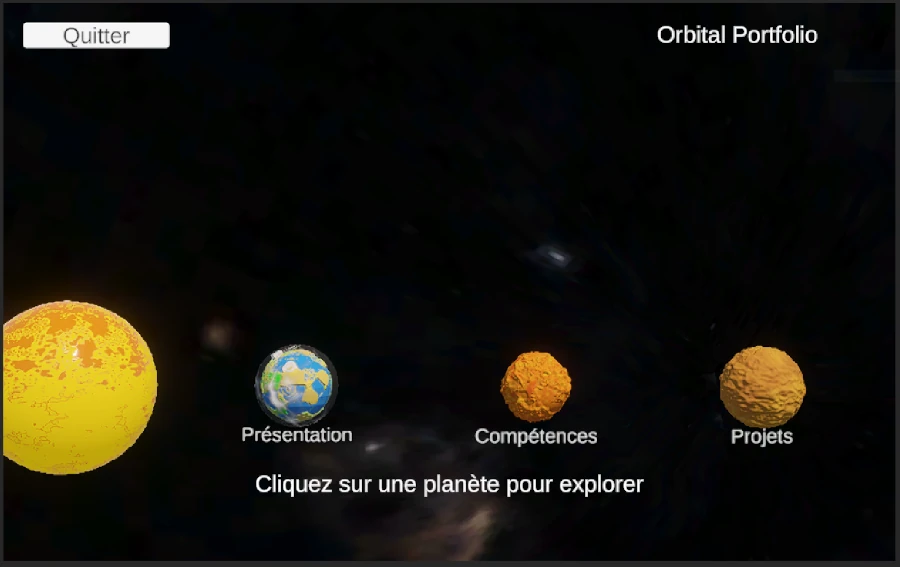 Quitter
Orbital Portfolio
Présentation
Compétences
Projets
Cliquez sur une planète pour explorer